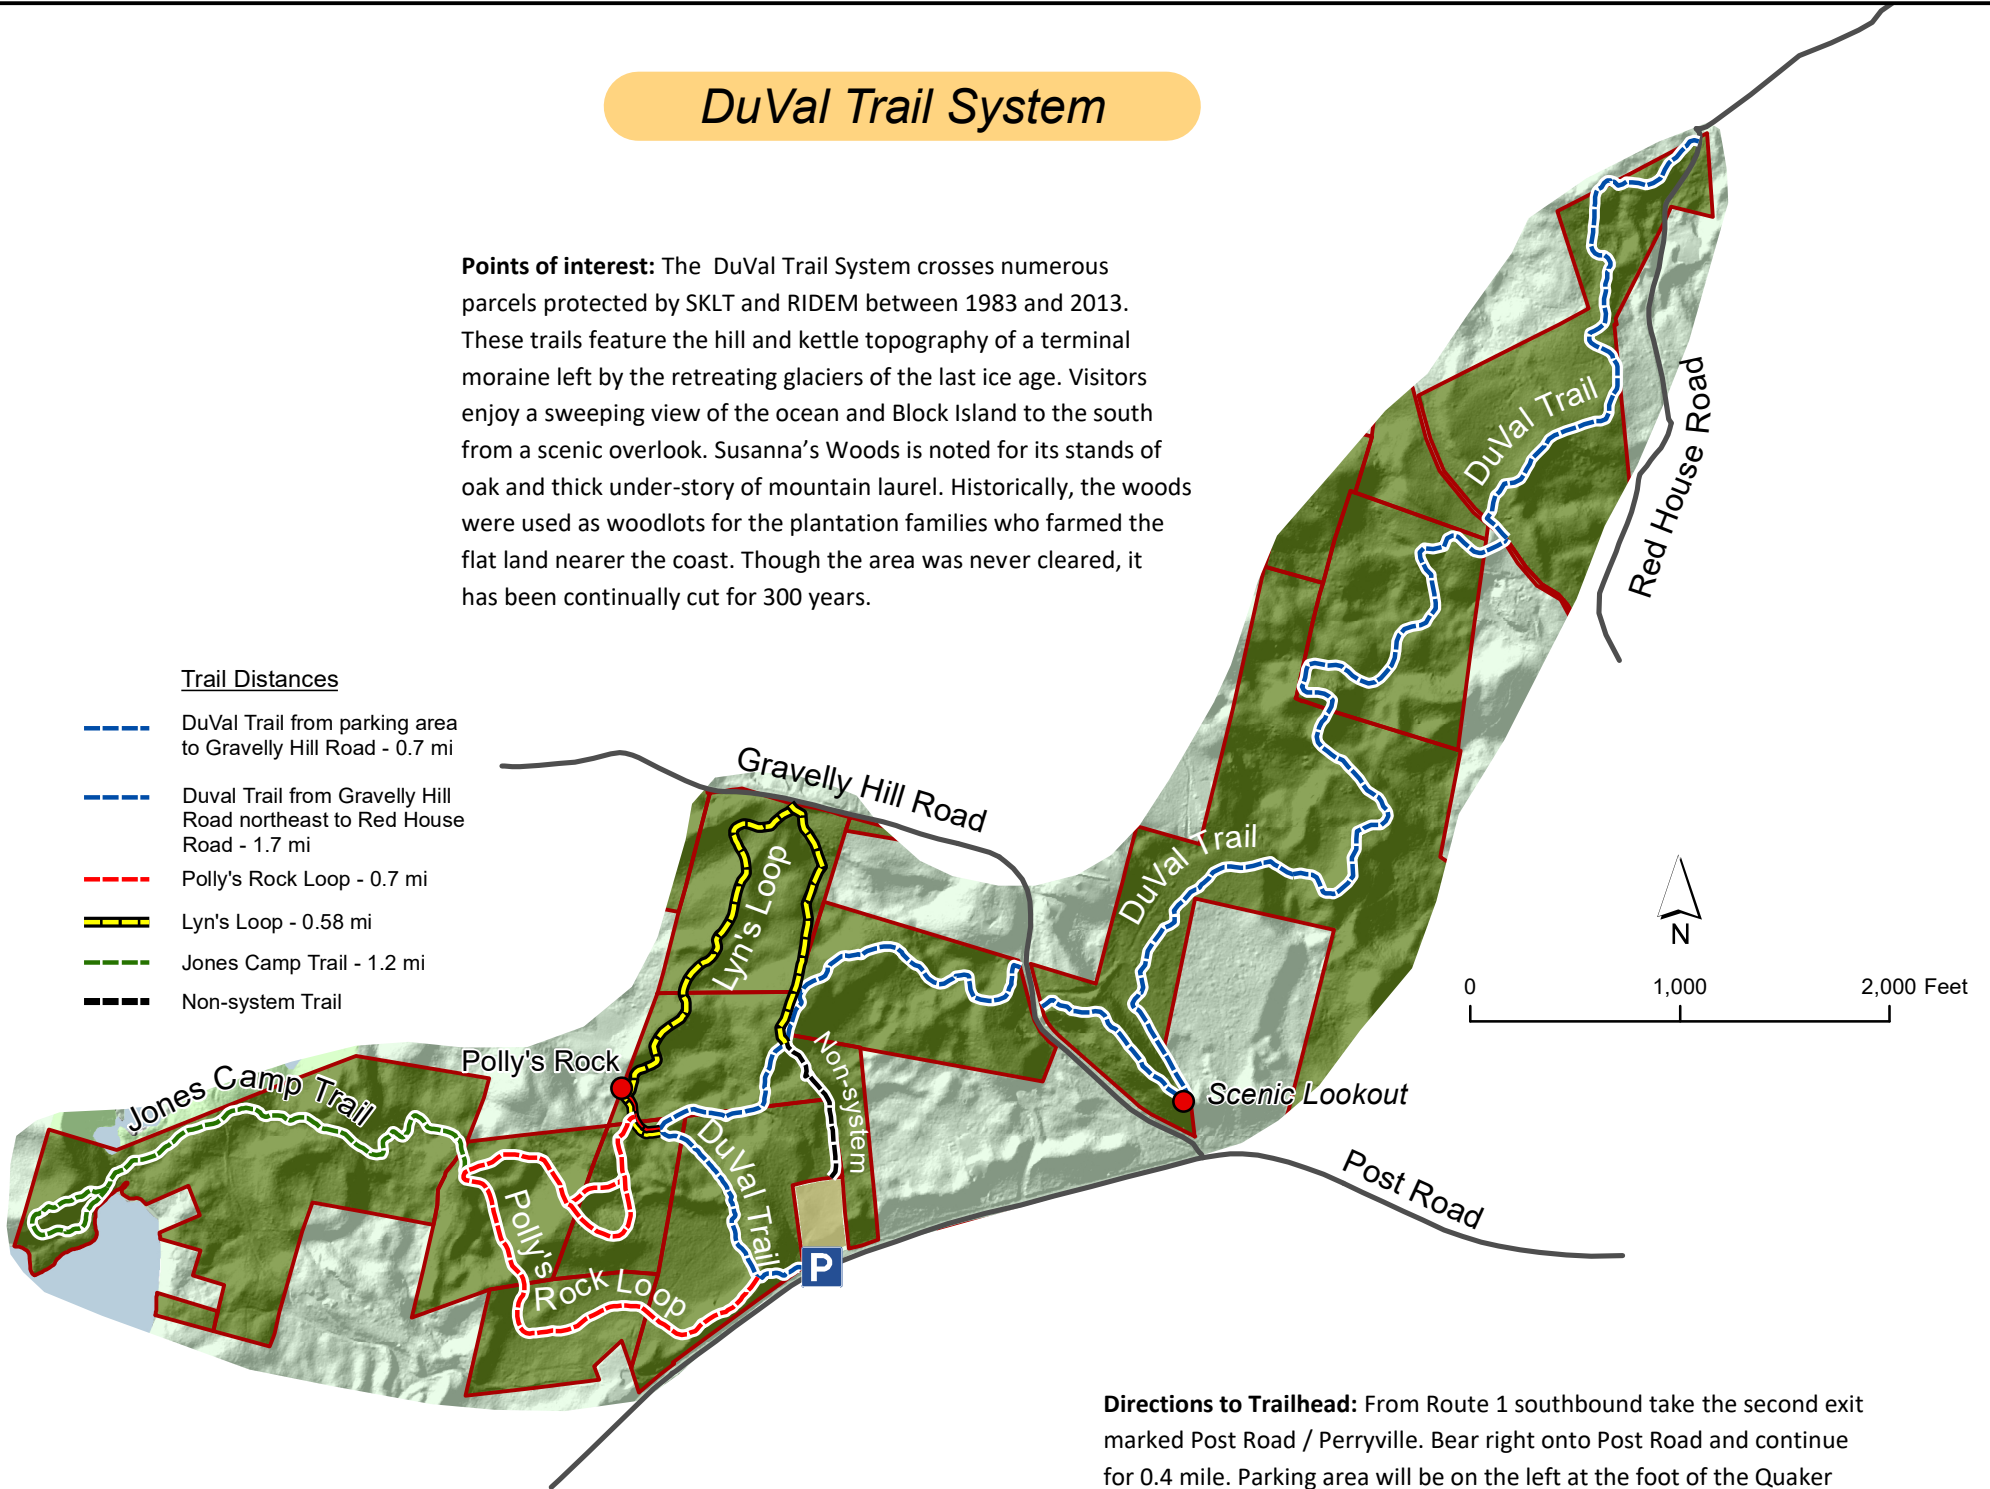 DuVal Trail System
Points of interest: The  DuVal Trail System crosses numerous
parcels protected by SKLT and RIDEM between 1983 and 2013.
These trails feature the hill and kettle topography of a terminal
moraine left by the retreating glaciers of the last ice age. Visitors
enjoy a sweeping view of the ocean and Block Island to the south
from a scenic overlook. Susanna’s Woods is noted for its stands of
oak and thick under-story of mountain laurel. Historically, the woods
were used as woodlots for the plantation families who farmed the
flat land nearer the coast. Though the area was never cleared, it
has been continually cut for 300 years.
Trail Distances
DuVal Trail from parking area
to Gravelly Hill Road - 0.7 mi
Duval Trail from Gravelly Hill
Road northeast to Red House
Road - 1.7 mi
Polly's Rock Loop - 0.7 mi
Lyn's Loop - 0.58 mi
Jones Camp Trail - 1.2 mi
Non-system Trail
DuVal Trail
Red House Road
Gravelly Hill Road
DuVal Trail
Lyn's Loop
N
0
1,000
2,000 Feet
Polly's Rock
Non-system
Jones Camp Trail
Scenic Lookout
DuVal Trail
Post Road
Polly's
Rock Loop
P
Directions to Trailhead: From Route 1 southbound take the second exit
marked Post Road / Perryville. Bear right onto Post Road and continue
for 0.4 mile. Parking area will be on the left at the foot of the Quaker